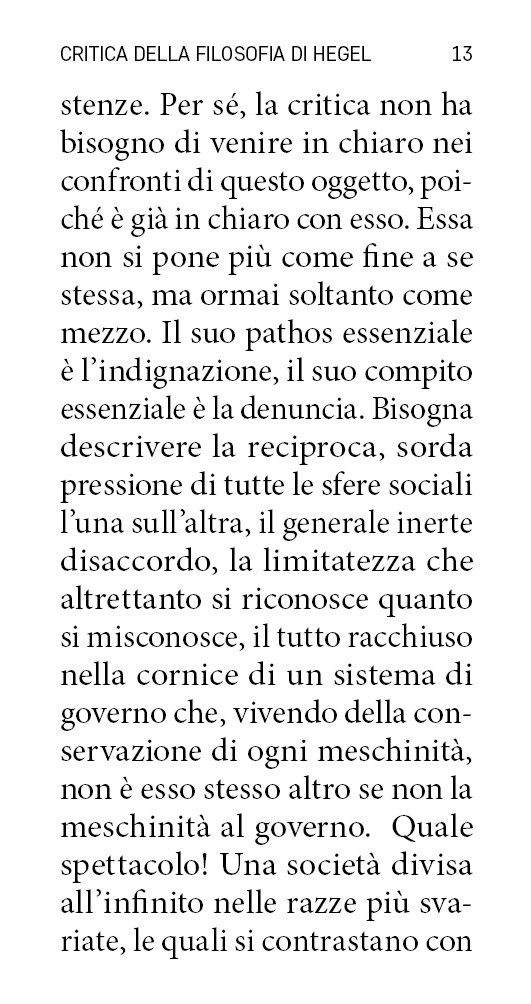 CRITICA DELLA FILOSOFIA DI HEGEL 13
stenze. Per sé, la critica non ha
bisogno di venire in chiaro nei
confronti di questo oggetto, poi-
ché è già in chiaro con esso. Essa
non si pone più come fine a se
stessa, ma ormai soltanto come
mezzo. Il suo pathos essenziale
è l’indignazione, il suo compito
essenziale è la denuncia. Bisogna
descrivere la reciproca, sorda
pressione di tutte le sfere sociali
l’una sull’altra, il generale inerte
disaccordo, la limitatezza che
altrettanto si riconosce quanto
si misconosce, il tutto racchiuso
nella cornice di un sistema di
governo che, vivendo della con-
servazione di ogni meschinità,
non è esso stesso altro se non la
meschinità al governo. Quale
spettacolo! Una società divisa
all’infinito nelle razze più sva-
riate, le quali si contrastano con